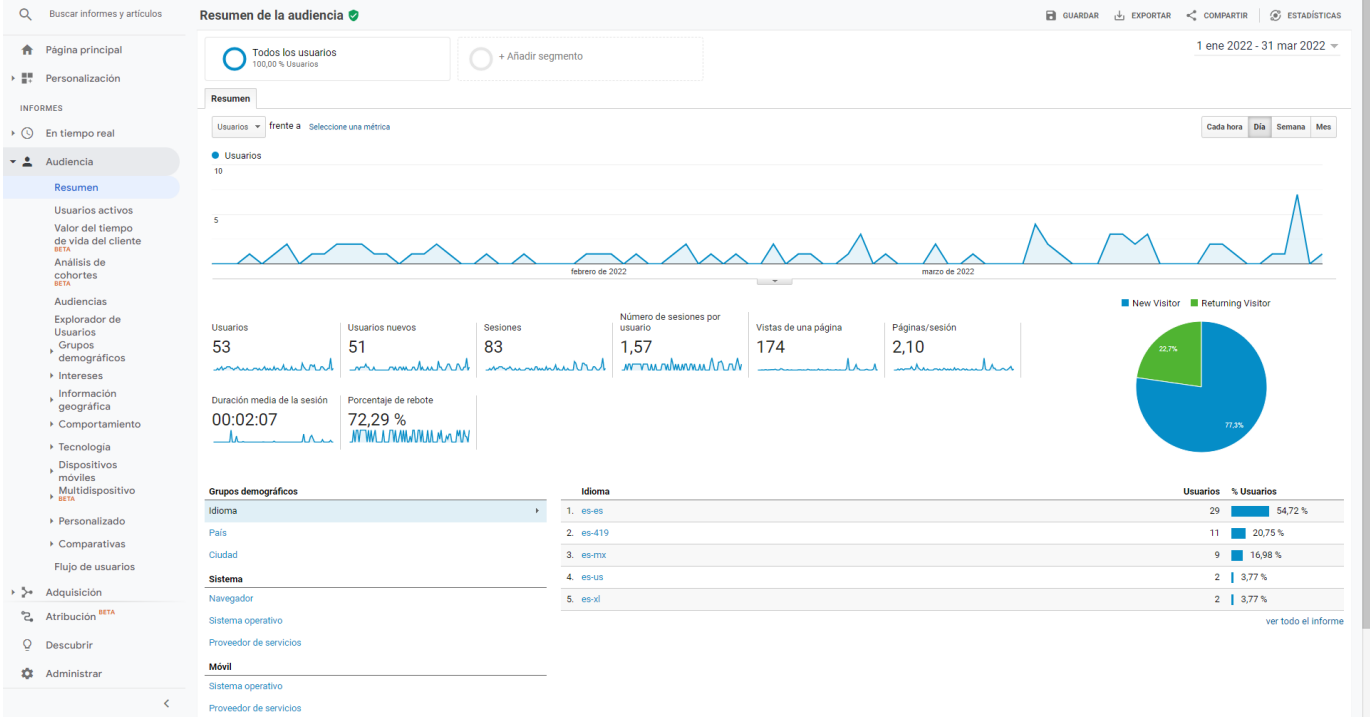 Buscar informes y artículos
Página principal
Personalización
INFORMES
En tiempo real
Audiencia
Resumen
Usuarios activos
Valor del tiempo
de vida del cliente
BETA
Análisis de
cohortes
BETA
Audiencias
Explorador de
Usuarios
Grupos
demográficos
Intereses
Información
geográfica
Comportamiento
Tecnología
Dispositivos
móviles
Multidispositivo
BETA
Personalizado
Comparativas
Flujo de usuarios
Adquisición
Atribución BETA
Descubrir
Administrar
Resumen de la audiencia
GUARDAR EXPORTAR COMPARTIR ESTADÍSTICAS
Todos los usuarios
100,00 % Usuarios
+ Añadir segmento
1 ene 2022 - 31 mar 2022
Resumen
Usuarios frente a Seleccione una métrica
Cada hora Día Semana Mes
Usuarios
10
5
febrero de 2022 marzo de 2022
New Visitor Returning Visitor
22,7%
77,3%
Usuarios
53
Usuarios nuevos
51
Sesiones
83
Número de sesiones por
usuario
1,57
Vistas de una página
174
Páginas/sesión
2,10
Duración media de la sesión
00:02:07
Porcentaje de rebote
72,29 %
Grupos demográficos
Idioma
País
Ciudad
Sistema
Navegador
Sistema operativo
Proveedor de servicios
Móvil
Sistema operativo
Proveedor de servicios
Idioma Usuarios % Usuarios
1. es-es 29 54,72 %
2. es-419 11 20,75 %
3. es-mx 9 16,98 %
4. es-us 2 3,77 %
5. es-xl 2 3,77 %
ver todo el informe